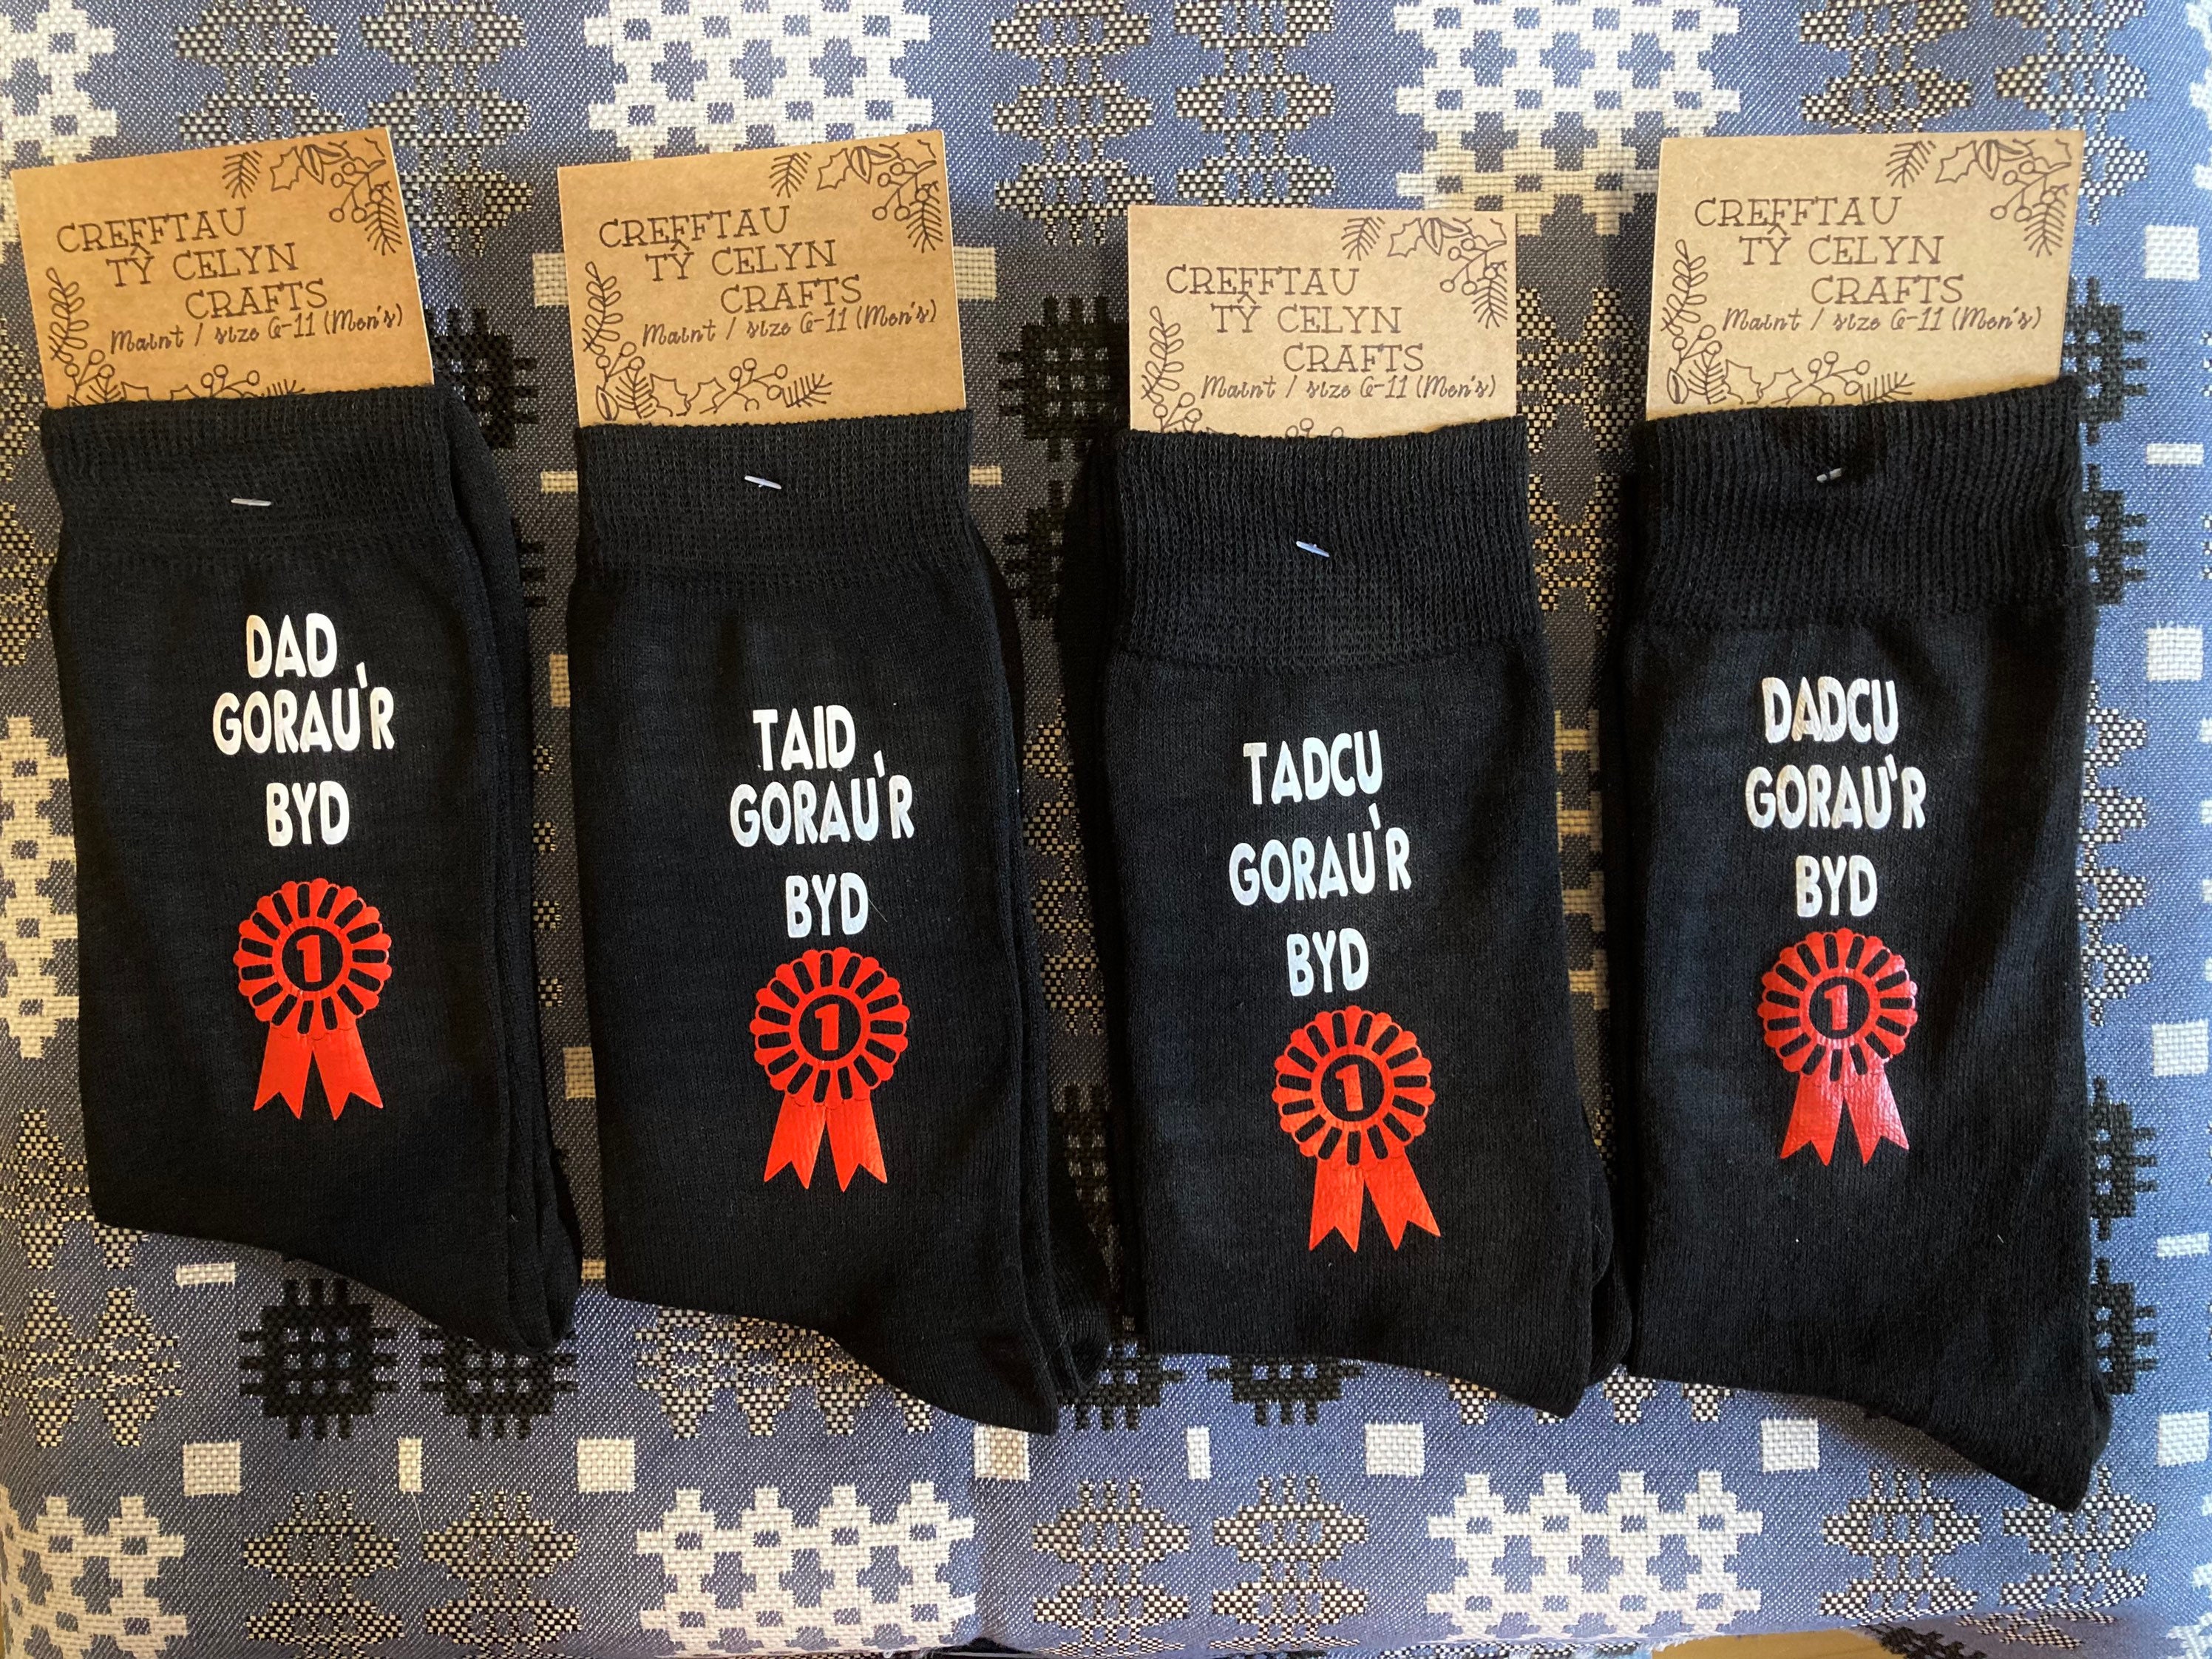 CREFFTAU
TŶ CELYN
CRAFTS
Maint / size 6-11 (Men's)
DAD
GORAU'R
BYD
1
CREFFTAU
TŶ CELYN
CRAFTS
Maint / size 6-11 (Men's)
TAID
GORAU'R
BYD
1
CREFFTAU
TŶ CELYN
CRAFTS
Maint / size 6-11 (Men's)
TADCU
GORAU'R
BYD
1
CREFFTAU
TŶ CELYN
CRAFTS
Maint / size 6-11 (Men's)
DADCU
GORAU'R
BYD
1